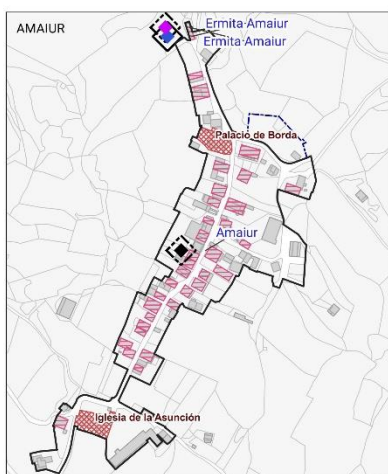 AMAIUR
Ermita-Amaiur
Ermita-Amaiur
Palacio de Borda
Amaiur
Iglesia de la Asunción